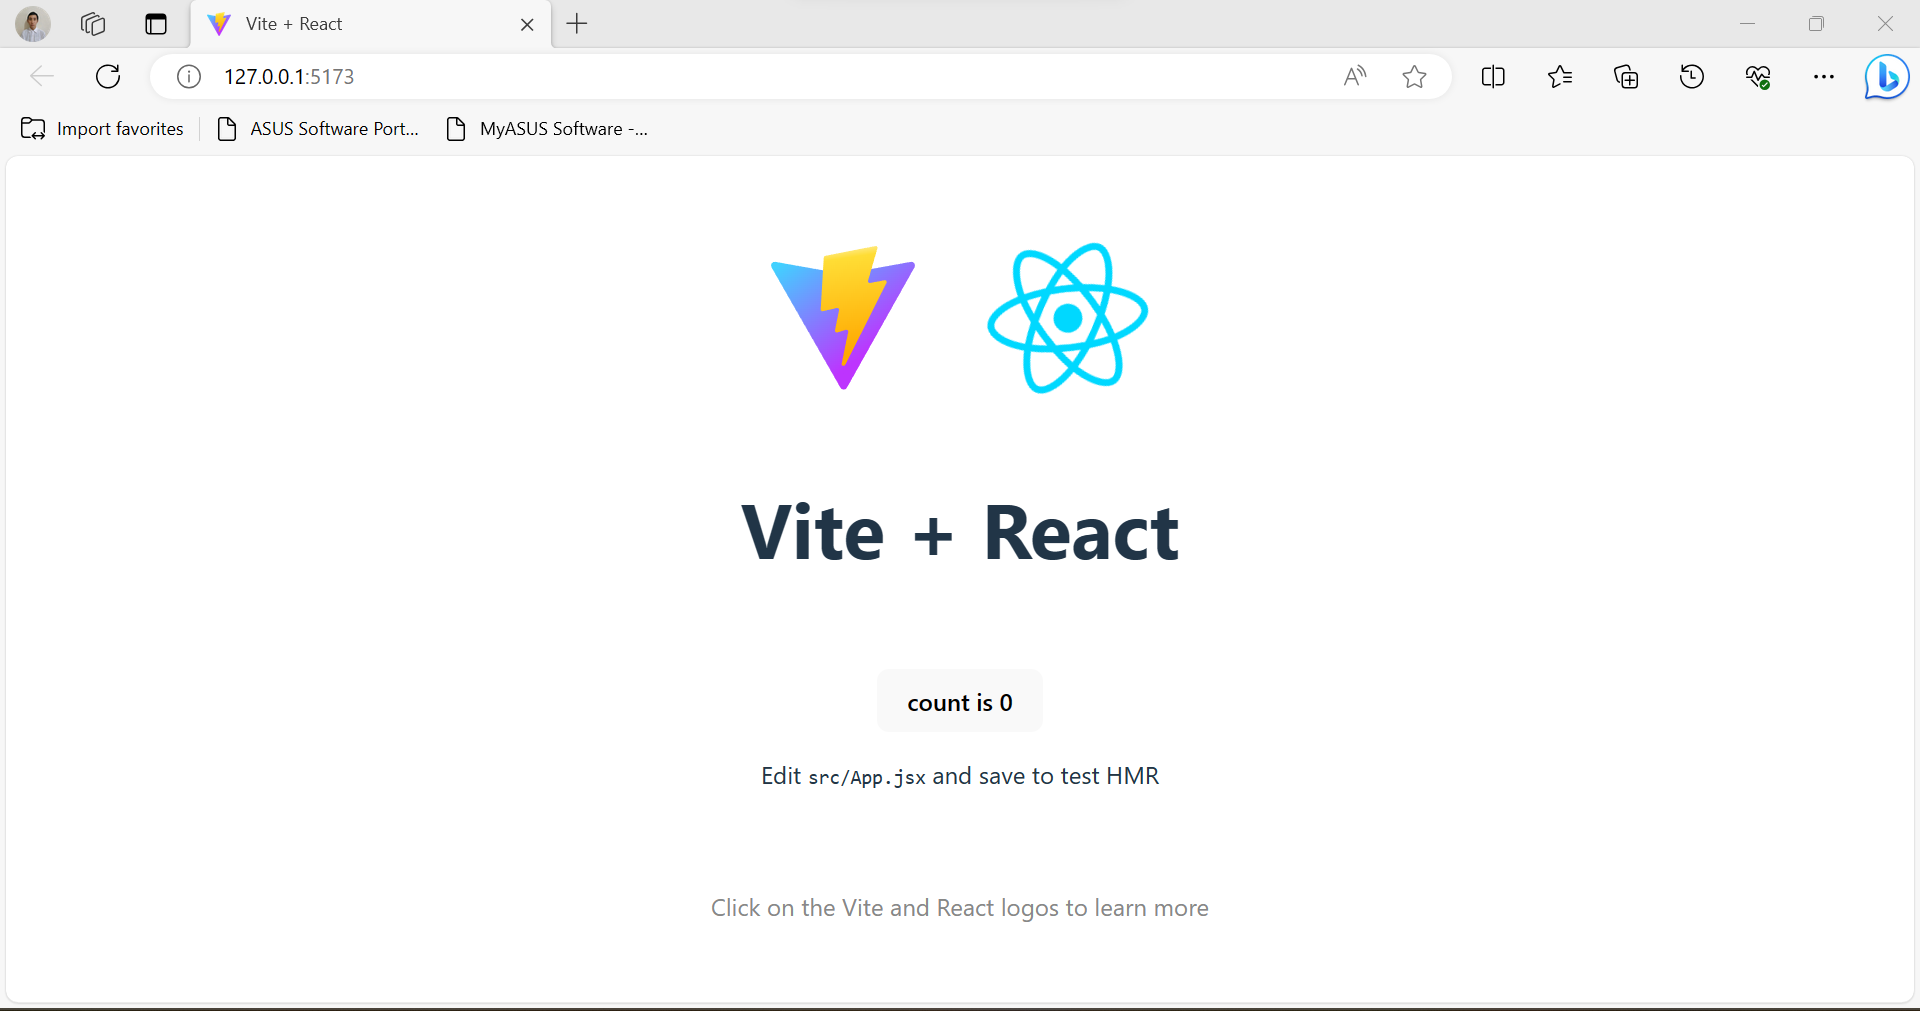 Vite + React
127.0.0.1:5173
Import favorites
ASUS Software Port...
MyASUS Software -...
Vite + React
count is 0
Edit src/App.jsx and save to test HMR
Click on the Vite and React logos to learn more